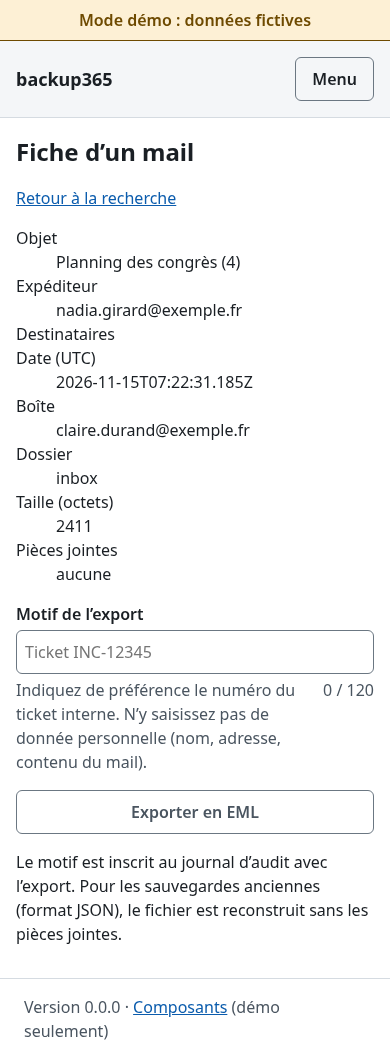 Mode démo : données fictives
backup365
Menu
Fiche d’un mail
Retour à la recherche
Objet
Planning des congrès (4)
Expéditeur
nadia.girard@exemple.fr
Destinataires
Date (UTC)
2026-11-15T07:22:31.185Z
Boîte
claire.durand@exemple.fr
Dossier
inbox
Taille (octets)
2411
Pièces jointes
aucune
Motif de l’export
Ticket INC-12345
Indiquez de préférence le numéro du
0 / 120
ticket interne. N’y saisissez pas de
donnée personnelle (nom, adresse,
contenu du mail).
Exporter en EML
Le motif est inscrit au journal d’audit avec
l’export. Pour les sauvegardes anciennes
(format JSON), le fichier est reconstruit sans les
pièces jointes.
Version 0.0.0 · Composants (démo
seulement)